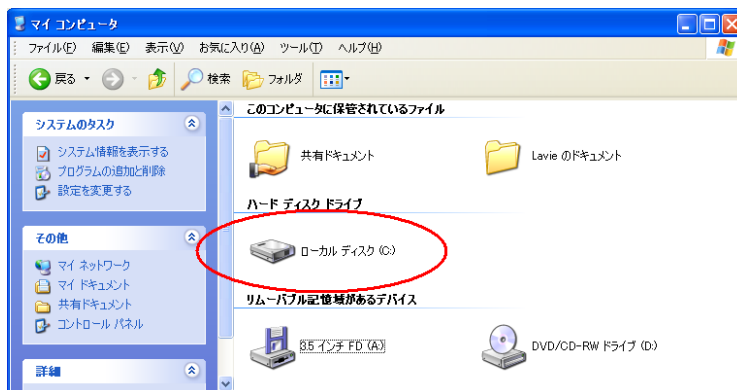 マイ コンピュータ
ファイル(F) 編集(E) 表示(V) お気に入り(A) ツール(T) ヘルプ(H)
戻る 検索 フォルダ
システムのタスク
システム情報を表示する
プログラムの追加と削除
設定を変更する
その他
マイ ネットワーク
マイ ドキュメント
共有ドキュメント
コントロール パネル
詳細
このコンピュータに保管されているファイル
共有ドキュメント
Lavie のドキュメント
ハード ディスク ドライブ
ローカル ディスク (C:)
リムーバブル記憶域があるデバイス
3.5 インチ FD (A:)
DVD/CD-RW ドライブ (D:)